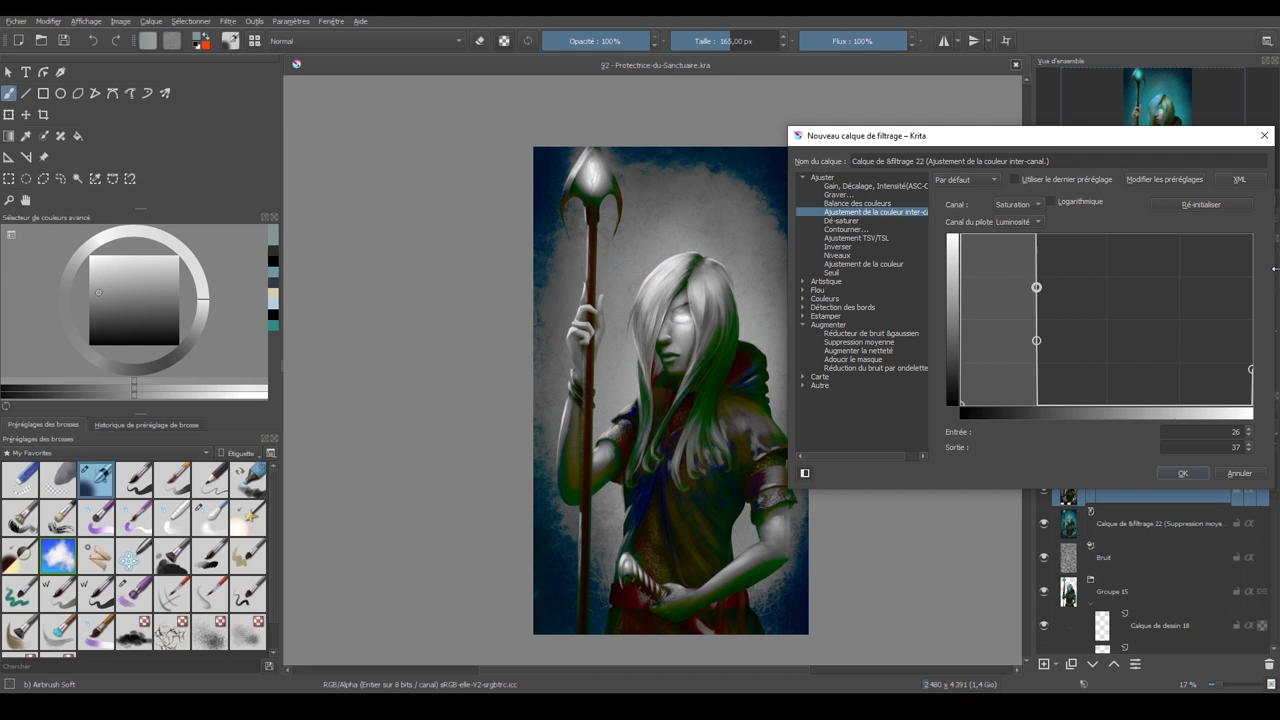 Fichier Modifier Affichage Image Calque Sélectionner Filtre Outils Paramètres Fenêtre Aide
Normal
Opacité : 100%
Taille : 165,00 px
Flux : 100%
92 - Protectrice-du-Sanctuaire.kra
Vue d'ensemble
Nouveau calque de filtrage – Krita
Nom du calque : Calque de &filtrage 22 (Ajustement de la couleur inter-canal.)
Ajuster
Gain, Décalage, Intensité(ASC-C
Graver...
Balance des couleurs
Ajustement de la couleur inter-ca
Dé-saturer
Contourner...
Ajustement TSV/TSL
Inverser
Niveaux
Ajustement de la couleur
Seuil
Artistique
Flou
Couleurs
Détection des bords
Estamper
Augmenter
Réducteur de bruit &gaussien
Suppression moyenne
Augmenter la netteté
Adoucir le masque
Réduction du bruit par ondelette
Carte
Autre
Par défaut
Utiliser le dernier préréglage
Modifier les préréglages
XML
Canal : Saturation
Logarithmique
Ré-initialiser
Canal du pilote Luminosité
Entrée : 26
Sortie : 37
OK
Annuler
Sélecteur de couleurs avancé
Préréglages des brosses
Historique de préréglage de brosse
Préréglages des brosses
My Favorites
Étiquette
Chercher
Calque de &filtrage 22 (Suppression moye...
Bruit
Groupe 15
Calque de dessin 18
b) Airbrush Soft
RGB/Alpha (Entier sur 8 bits / canal) sRGB-elle-V2-srgbtrc.icc
2 480 x 4 391 (1,4 Gio)
17 %